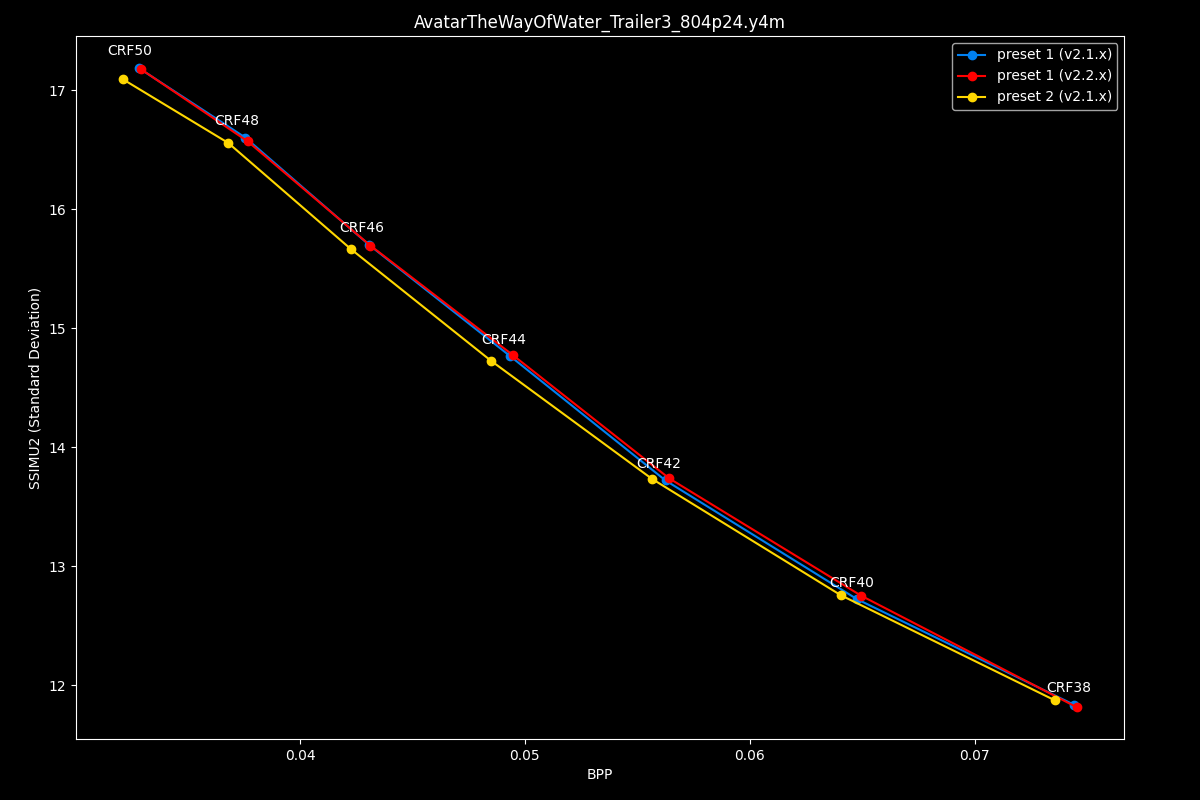 AvatarTheWayOfWater_Trailer3_804p24.y4m
preset 1 (v2.1.x)
preset 1 (v2.2.x)
preset 2 (v2.1.x)
CRF50
CRF48
CRF46
CRF44
CRF42
CRF40
CRF38
SSIMU2 (Standard Deviation)
17
16
15
14
13
12
0.04
0.05
0.06
0.07
BPP